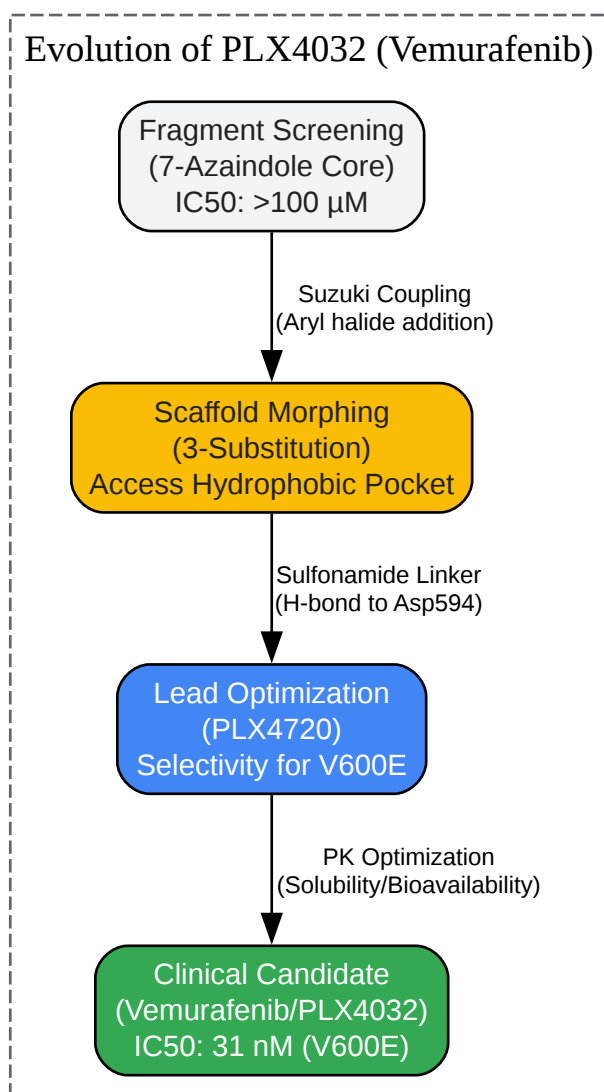 Evolution of PLX4032 (Vemurafenib)
Fragment Screening
(7-Azaindole Core)
IC50: >100 µM
Suzuki Coupling
(Aryl halide addition)
Scaffold Morphing
(3-Substitution)
Access Hydrophobic Pocket
Sulfonamide Linker
(H-bond to Asp594)
Lead Optimization
(PLX4720)
Selectivity for V600E
PK Optimization
(Solubility/Bioavailability)
Clinical Candidate
(Vemurafenib/PLX4032)
IC50: 31 nM (V600E)